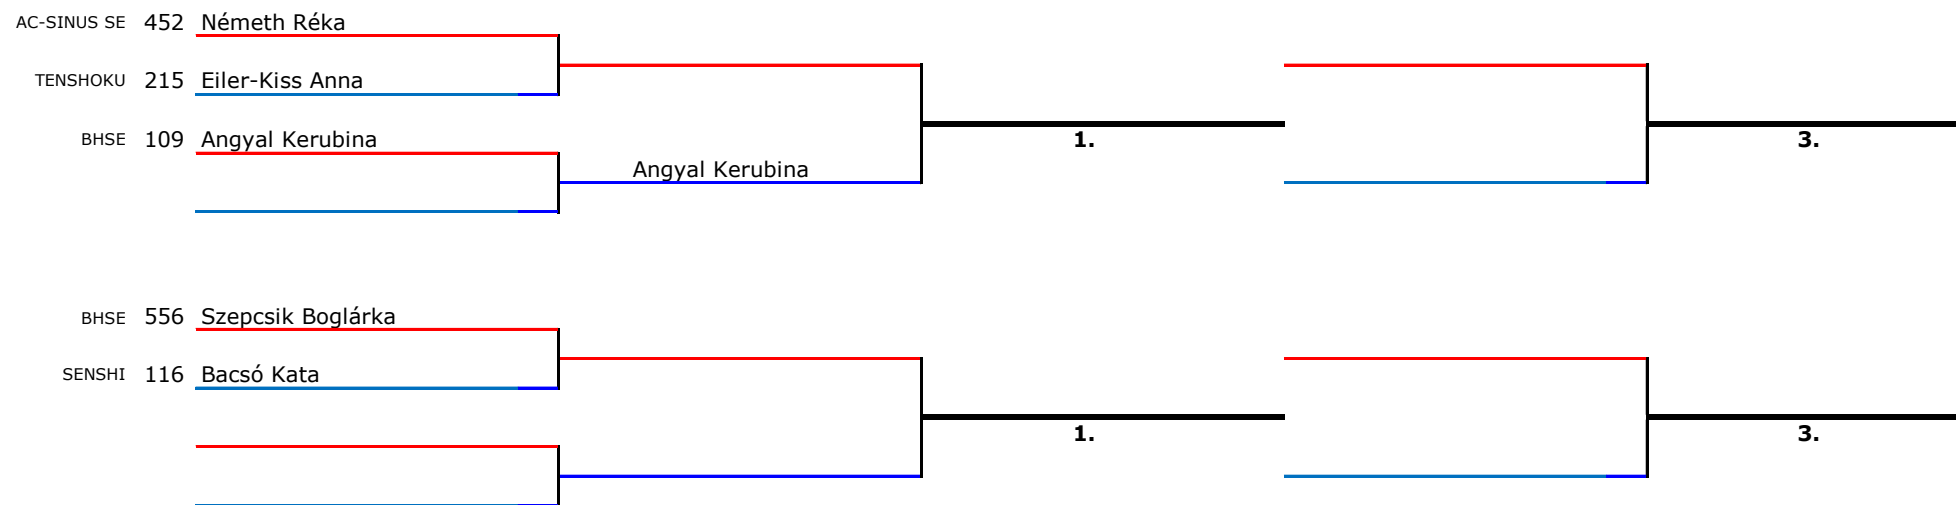 AC-SINUS SE 452 Németh Réka
TENSHOKU 215 Eiler-Kiss Anna
BHSE 109 Angyal Kerubina
1.
3.
Angyal Kerubina
BHSE 556 Szepcsik Boglárka
SENSHI 116 Bacsó Kata
1.
3.